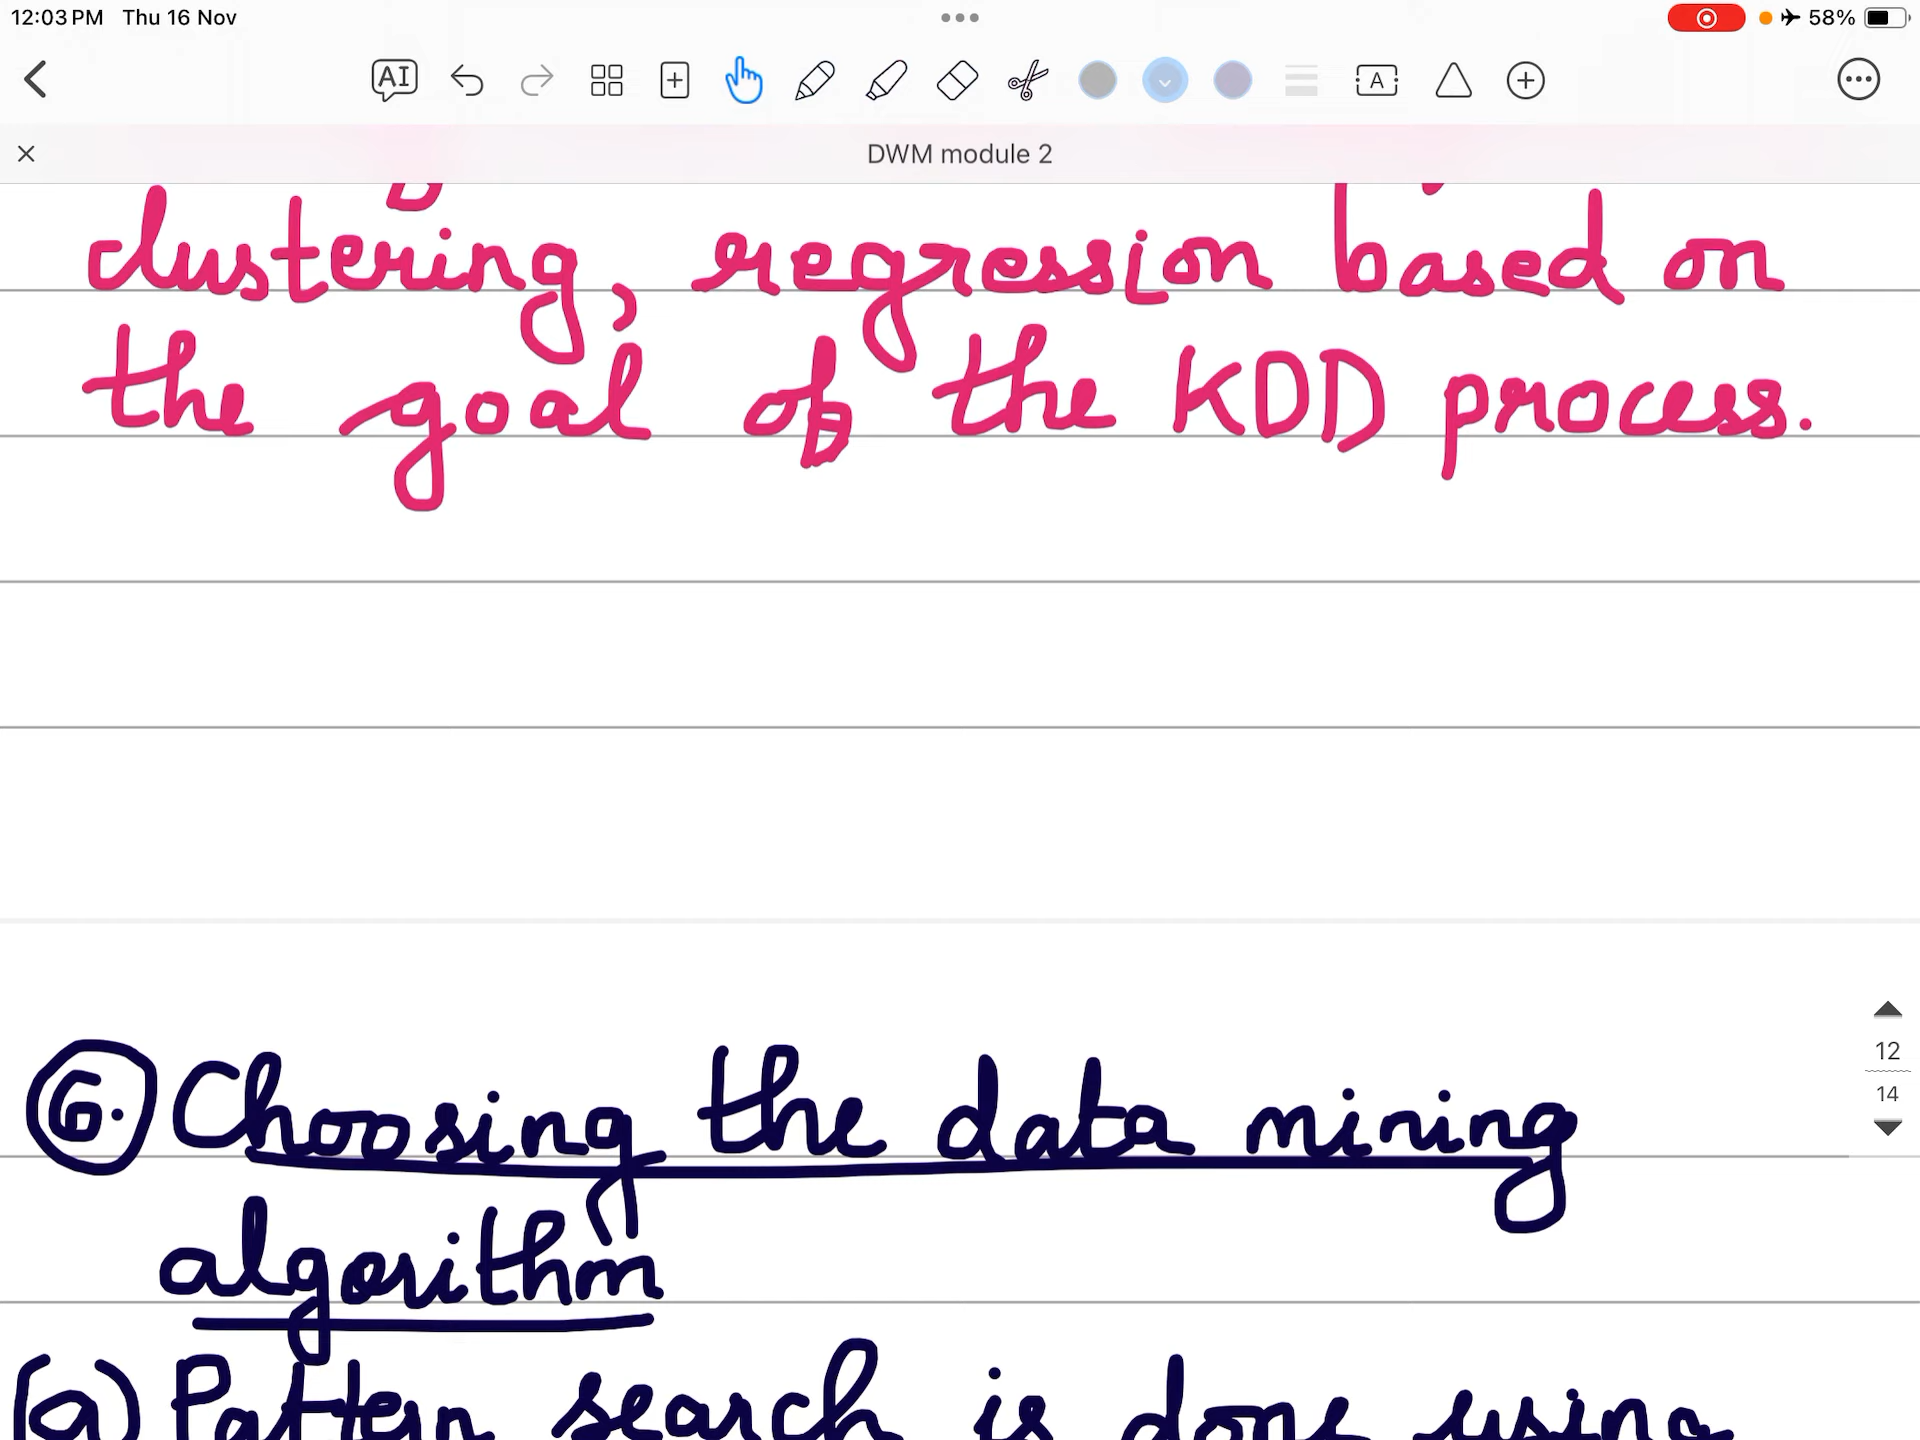 12:03 PM Thu 16 Nov
58%
AI
A
DWM module 2
clustering, regression based on
the goal of the KDD process.
12
14
6. Choosing the data mining
algorithm
(a) Pattern search is done using